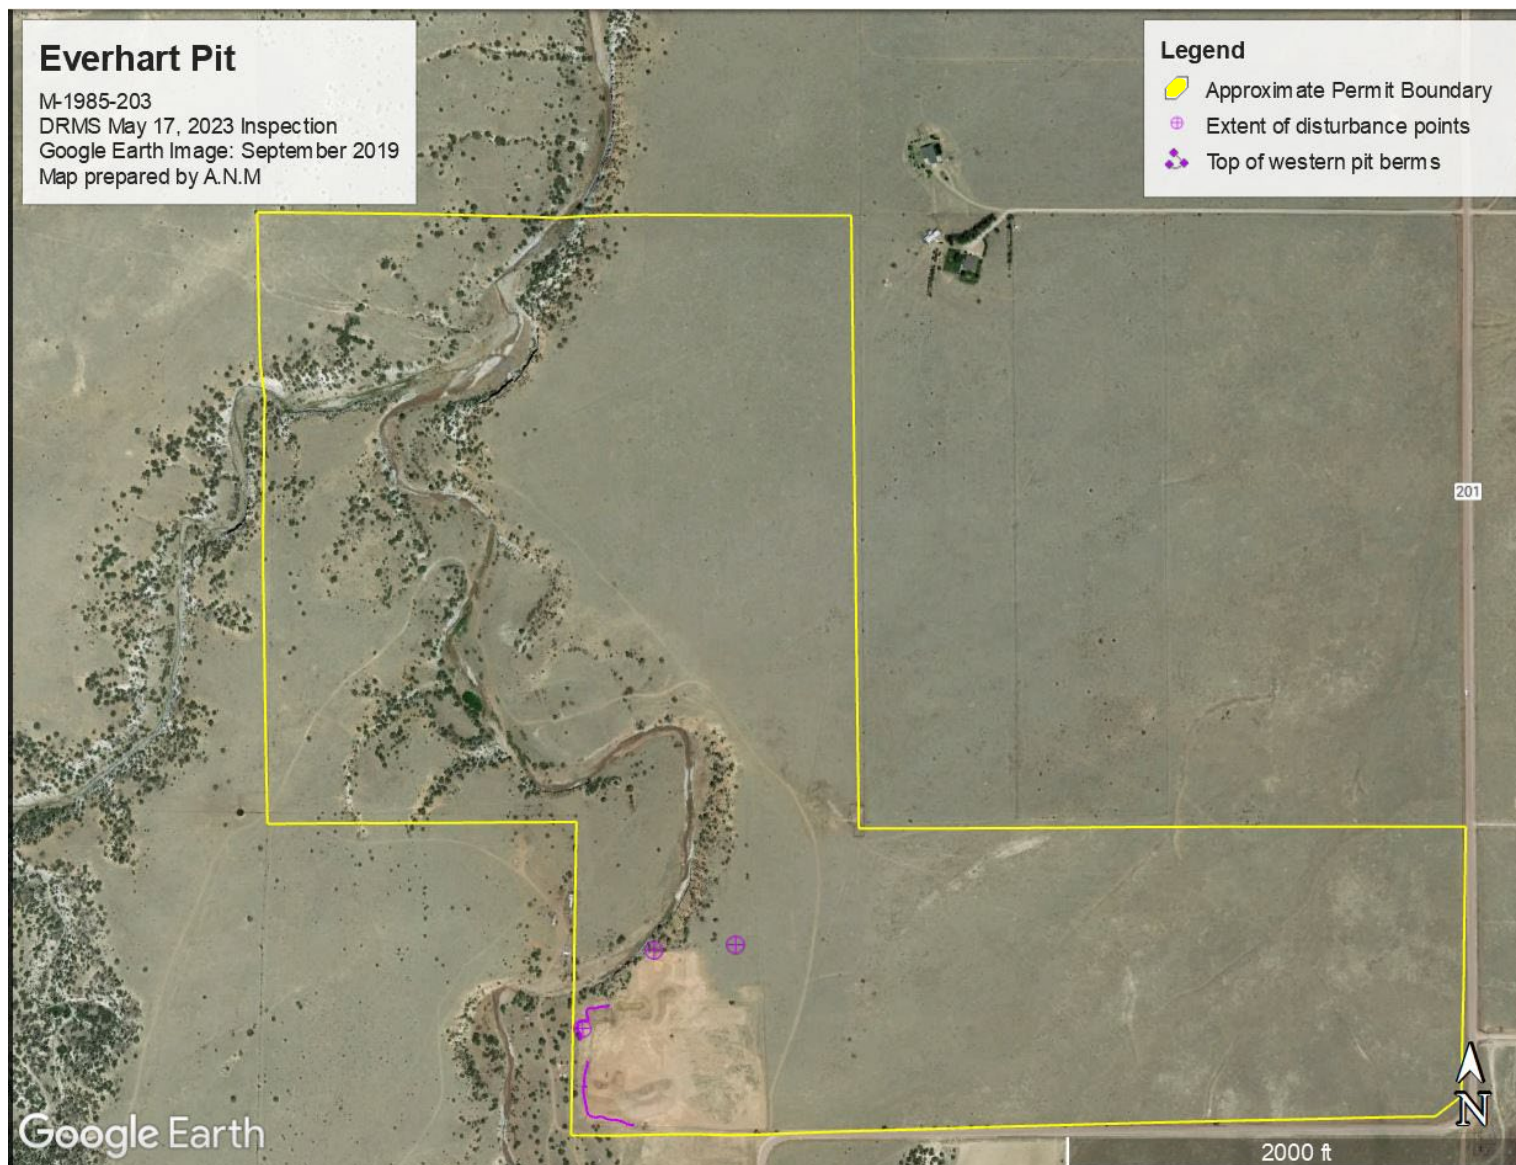 Everhart Pit
M-1985-203
DRMS May 17, 2023 Inspection
Google Earth Image: September 2019
Map prepared by A.N.M
Legend
Approximate Permit Boundary
Extent of disturbance points
Top of western pit berms
201
N
Google Earth
2000 ft